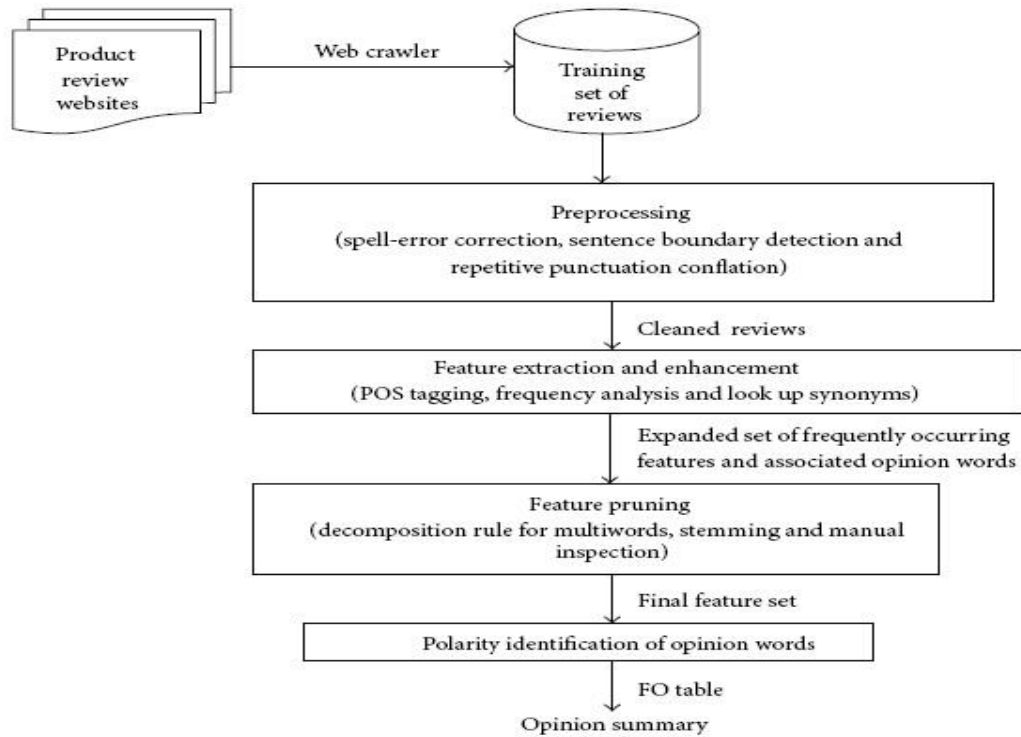 Product
review
websites
Web crawler
Training
set of
reviews
Preprocessing
(spell-error correction, sentence boundary detection and
repetitive punctuation conflation)
Cleaned reviews
Feature extraction and enhancement
(POS tagging, frequency analysis and look up synonyms)
Expanded set of frequently occurring
features and associated opinion words
Feature pruning
(decomposition rule for multiwords, stemming and manual
inspection)
Final feature set
Polarity identification of opinion words
FO table
Opinion summary